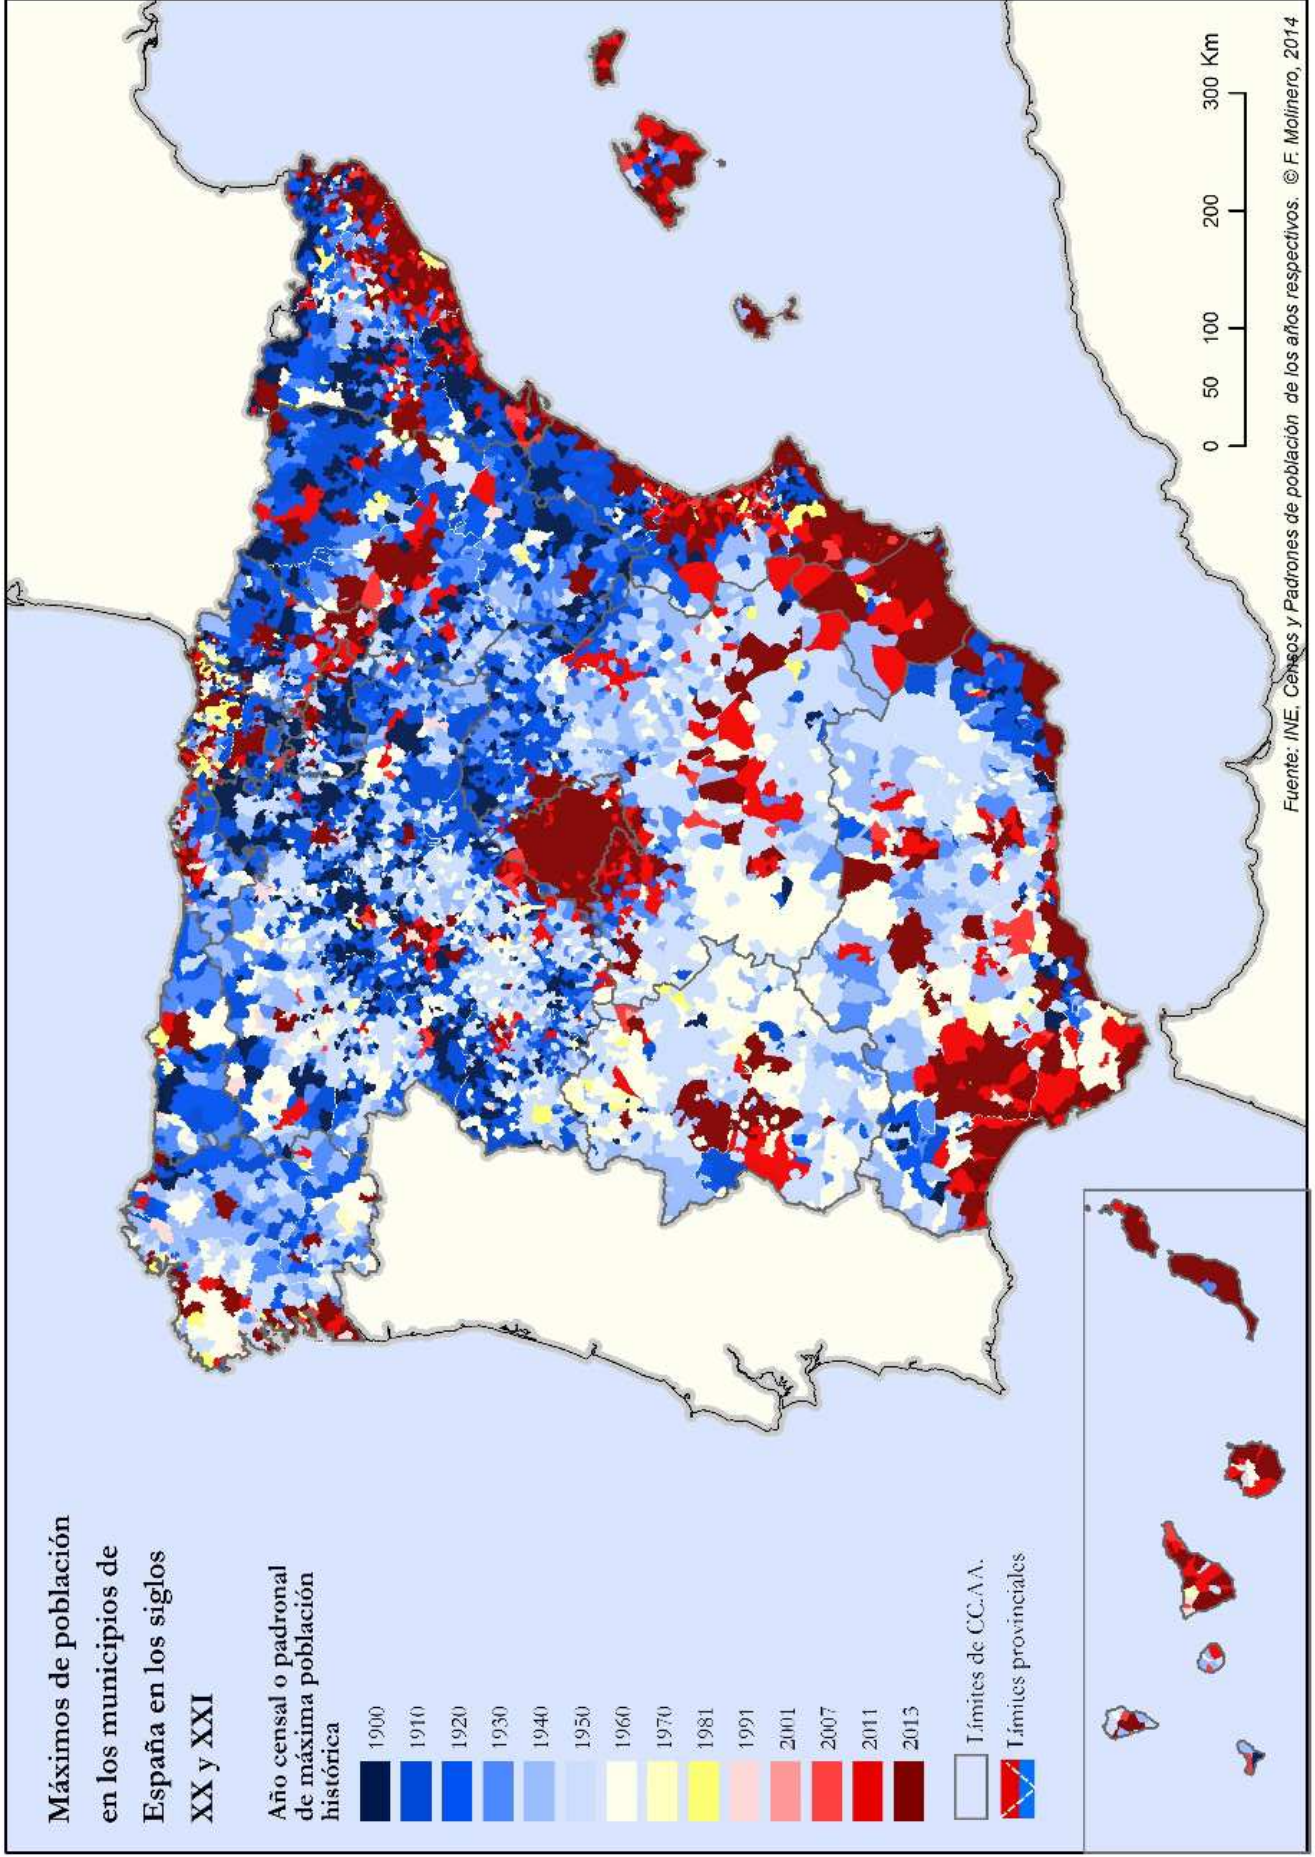 Máximos de población
en los municipios de
España en los siglos
XX y XXI
Año censal o padronal
de máxima población
histórica
1900
1910
1920
1930
1940
1950
1960
1970
1981
1991
2001
2007
2011
2013
Límites de CC.AA.
Límites provinciales
0 50 100 200 300 Km
Fuente: INE, Censos y Padrones de población de los años respectivos. © F. Molinero, 2014